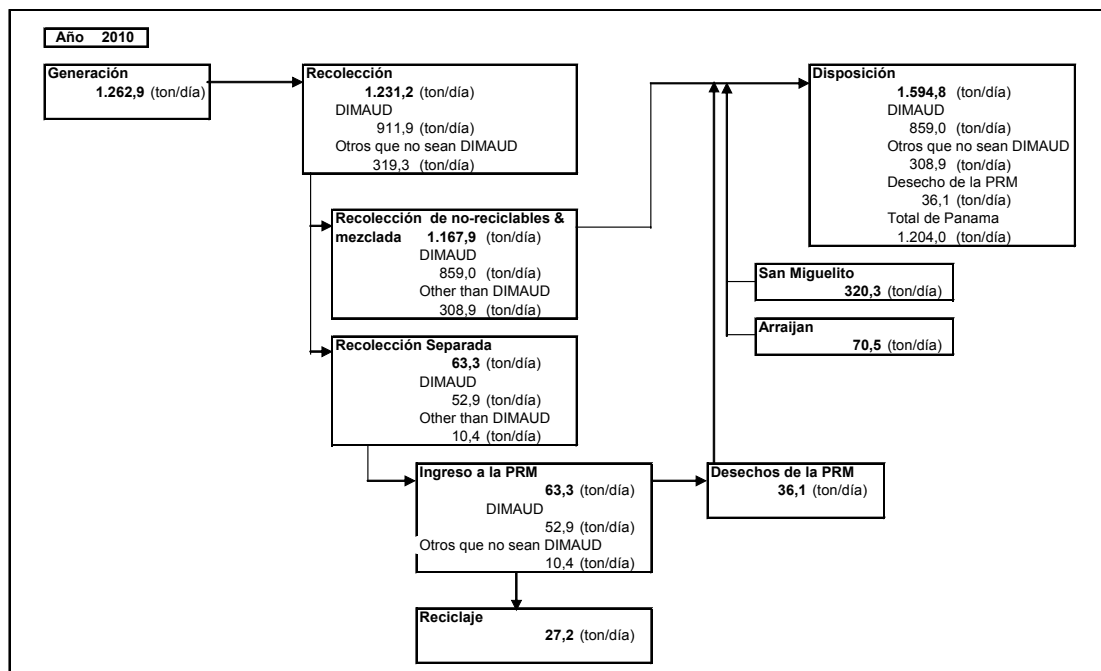 Año 2010
Generación
1.262,9 (ton/día)
Recolección
1.231,2 (ton/día)
DIMAUD
911,9 (ton/día)
Otros que no sean DIMAUD
319,3 (ton/día)
Disposición
1.594,8 (ton/día)
DIMAUD
859,0 (ton/día)
Otros que no sean DIMAUD
308,9 (ton/día)
Desecho de la PRM
36,1 (ton/día)
Total de Panama
1.204,0 (ton/día)
Recolección de no-reciclables &
mezclada 1.167,9 (ton/día)
DIMAUD
859,0 (ton/día)
Other than DIMAUD
308,9 (ton/día)
San Miguelito
320,3 (ton/día)
Arraijan
70,5 (ton/día)
Recolección Separada
63,3 (ton/día)
DIMAUD
52,9 (ton/día)
Other than DIMAUD
10,4 (ton/día)
Ingreso a la PRM
63,3 (ton/día)
DIMAUD
52,9 (ton/día)
Otros que no sean DIMAUD
10,4 (ton/día)
Desechos de la PRM
36,1 (ton/día)
Reciclaje
27,2 (ton/día)